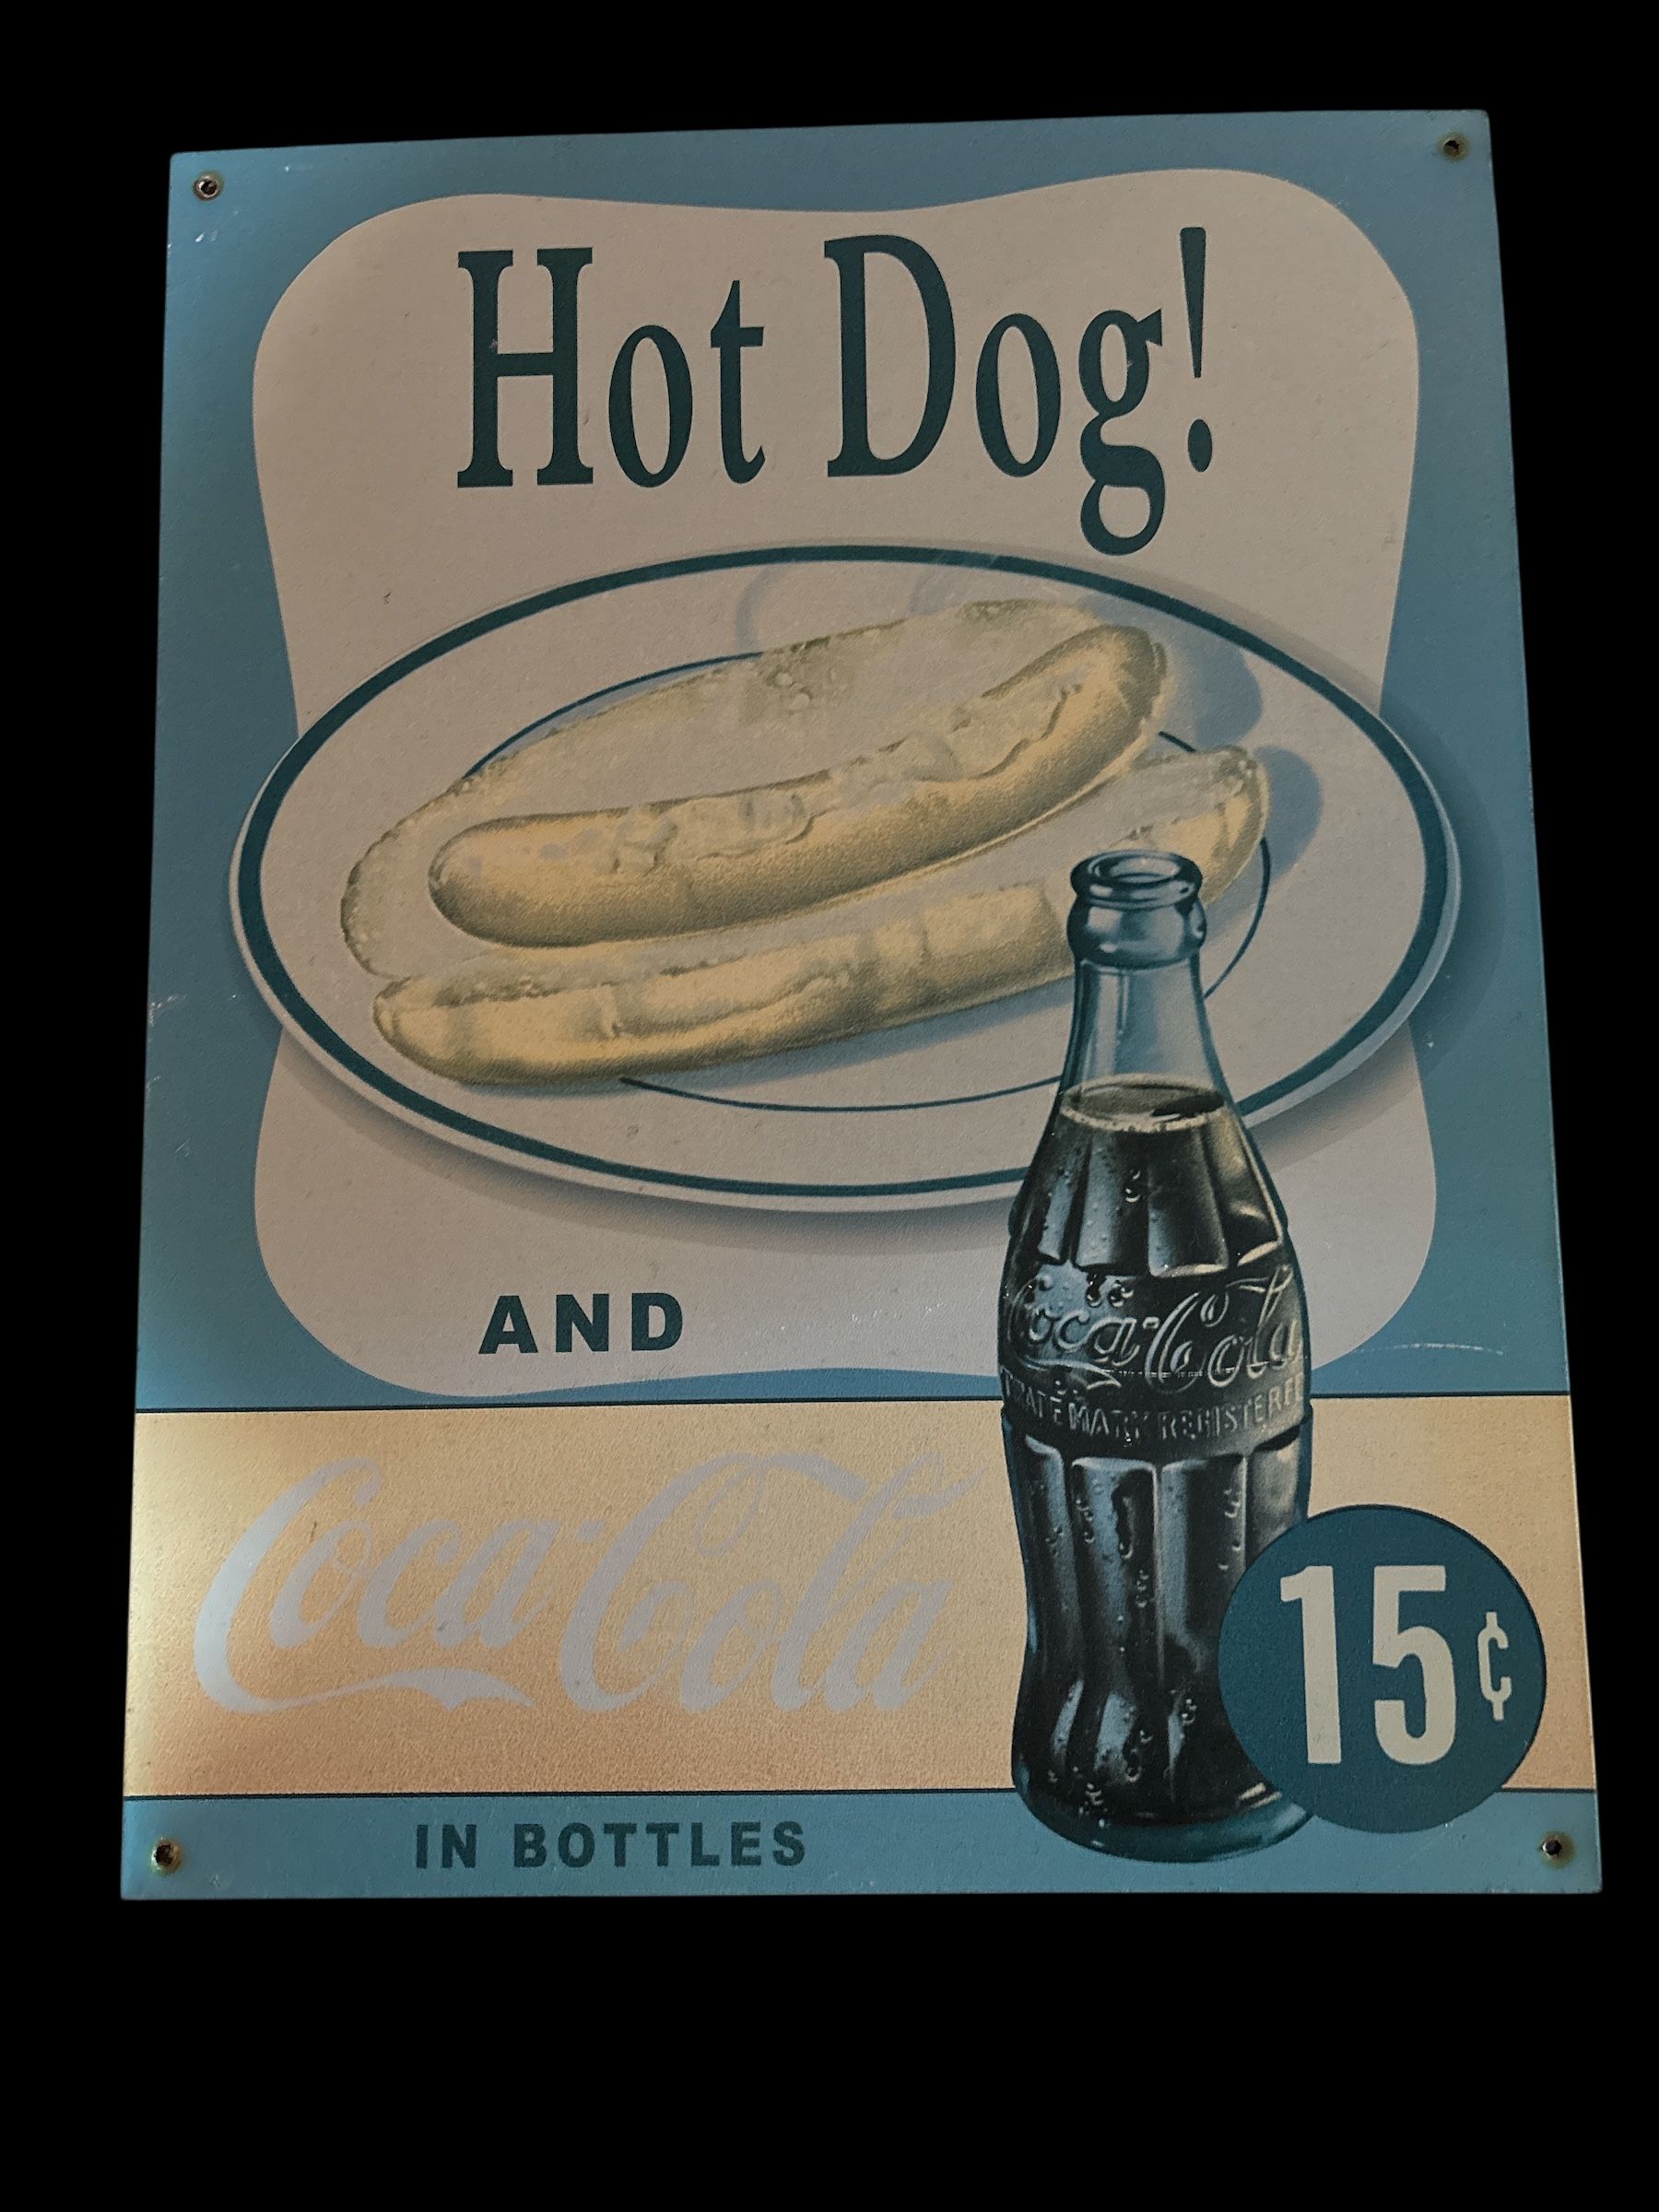 Hot Dog!
AND
Coca-Cola
TRADE MARK REGISTERED
Coca-Cola
15¢
IN BOTTLES